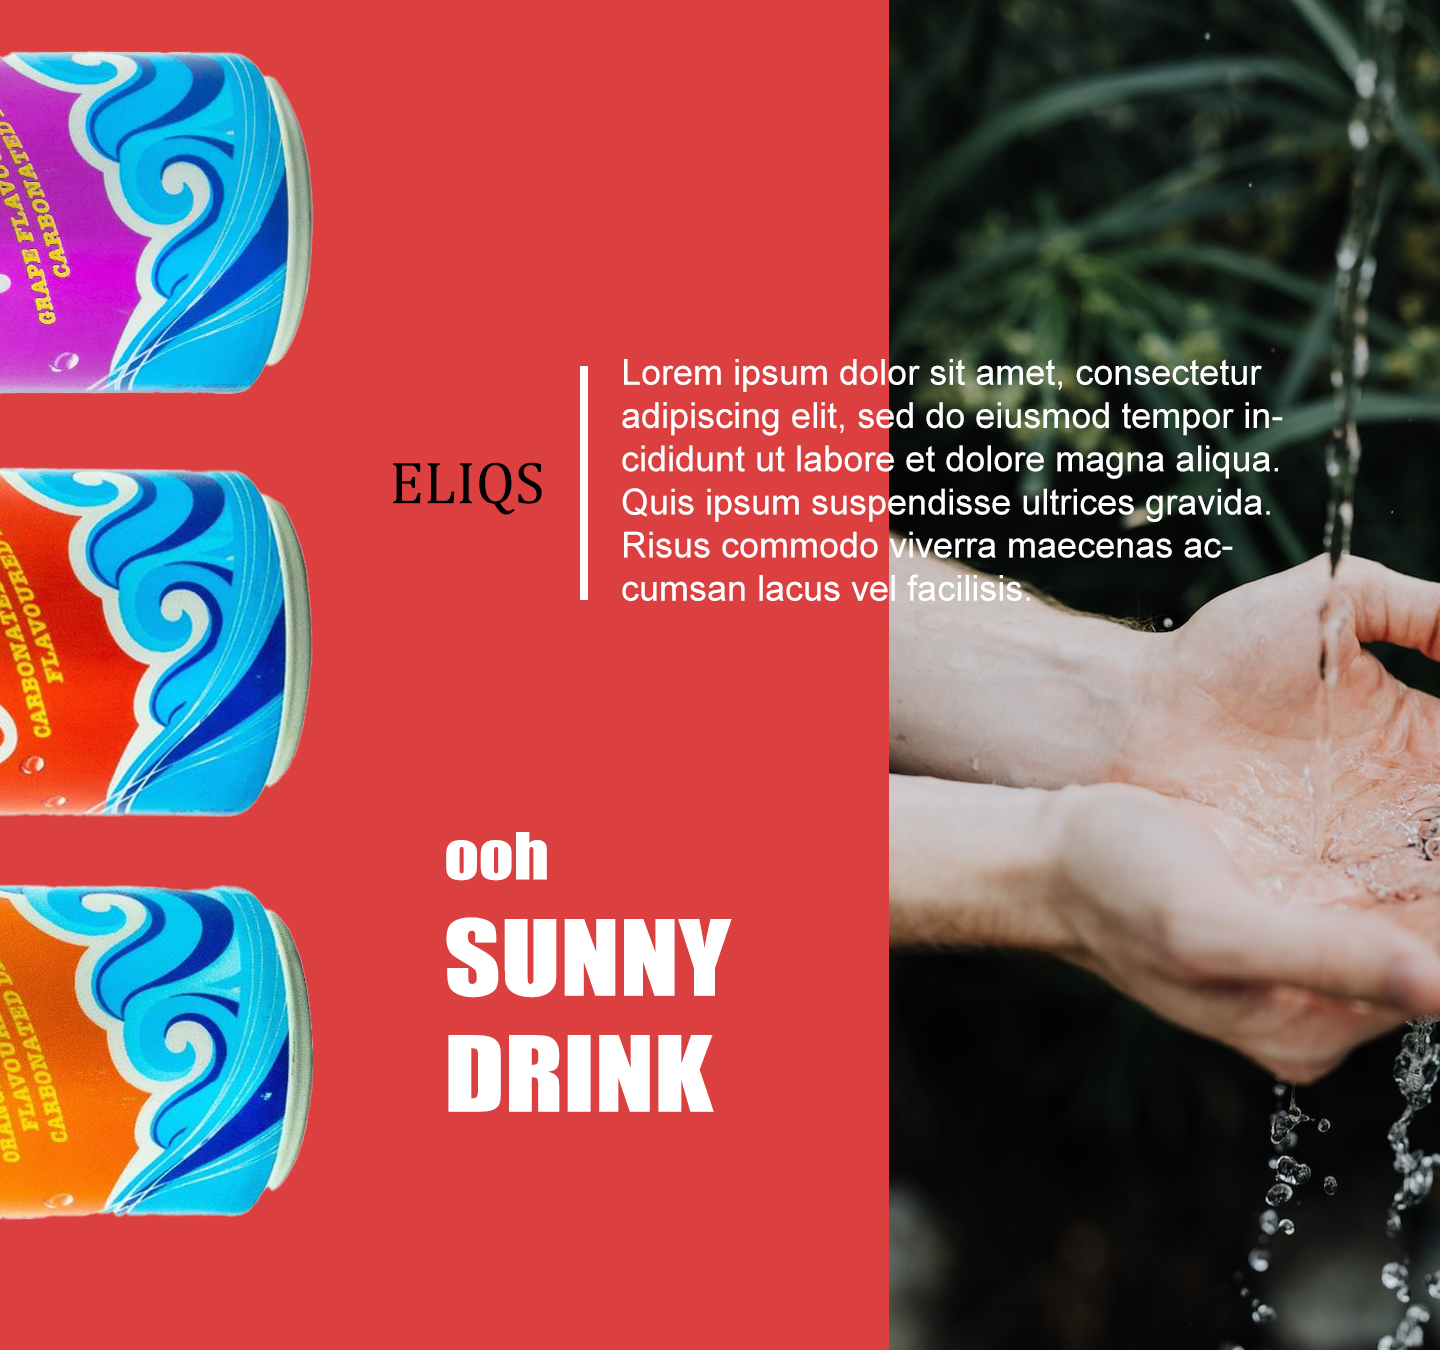 GRAPE FLAVOU
CARBONATED
CARBONATED
FLAVOURED
FLAVOURED
CARBONATED
ELIQS
Lorem ipsum dolor sit amet, consectetur
adipiscing elit, sed do eiusmod tempor in-
cididunt ut labore et dolore magna aliqua.
Quis ipsum suspendisse ultrices gravida.
Risus commodo viverra maecenas ac-
cumsan lacus vel facilisis.
ooh
SUNNY
DRINK